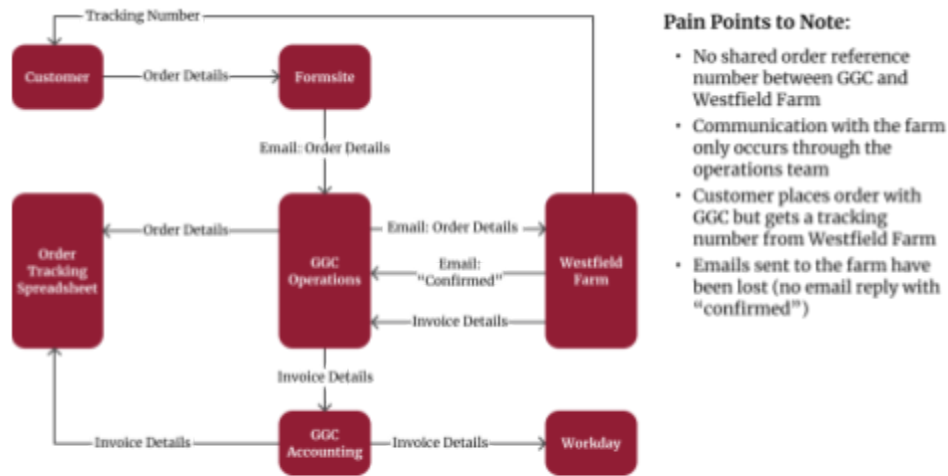 Tracking Number
Pain Points to Note:
Customer
Order Details
Formsite
• No shared order reference
number between GGC and
Westfield Farm
• Communication with the farm
only occurs through the
operations team
• Customer places order with
GGC but gets a tracking
number from Westfield Farm
• Emails sent to the farm have
been lost (no email reply with
“confirmed”)
Email: Order Details
Order
Tracking
Spreadsheet
Order Details
GGC
Operations
Email: Order Details
Email:
“Confirmed”
Invoice Details
Westfield
Farm
Invoice Details
Invoice Details
GGC
Accounting
Invoice Details
Workday